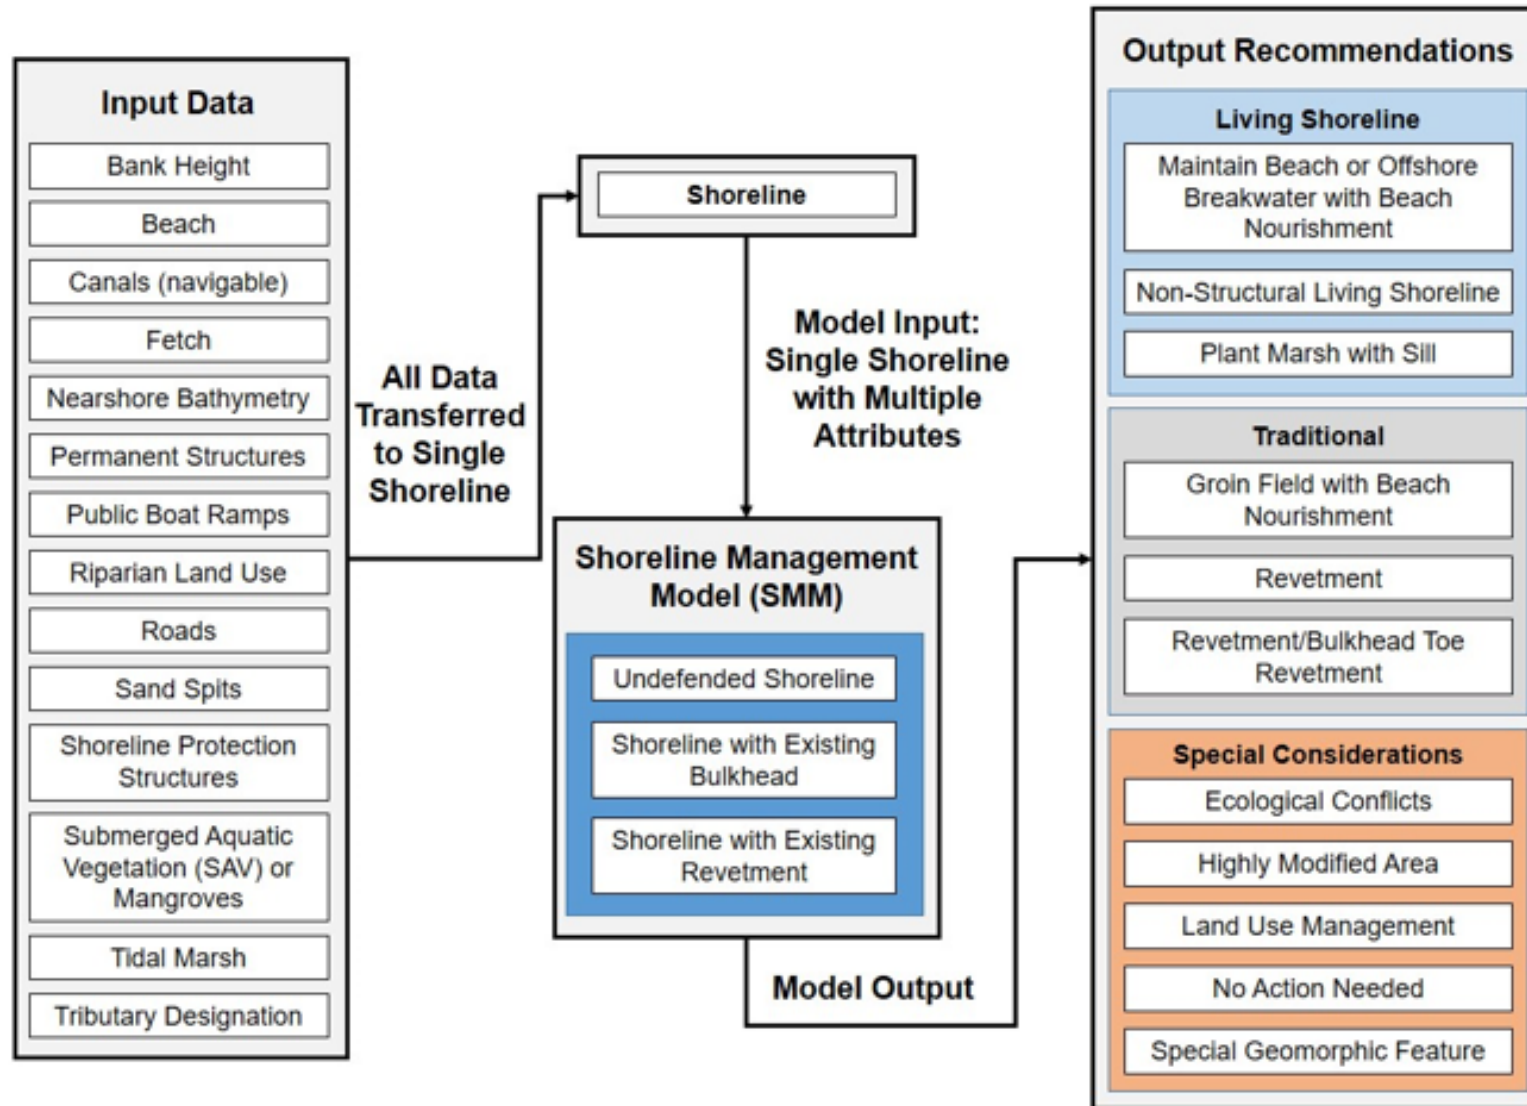 Input Data
Bank Height
Beach
Canals (navigable)
Fetch
Nearshore Bathymetry
Permanent Structures
Public Boat Ramps
Riparian Land Use
Roads
Sand Spits
Shoreline Protection
Structures
Submerged Aquatic
Vegetation (SAV) or
Mangroves
Tidal Marsh
Tributary Designation
All Data
Transferred
to Single
Shoreline
Shoreline
Model Input:
Single Shoreline
with Multiple
Attributes
Shoreline Management
Model (SMM)
Undefended Shoreline
Shoreline with Existing
Bulkhead
Shoreline with Existing
Revetment
Model Output
Output Recommendations
Living Shoreline
Maintain Beach or Offshore
Breakwater with Beach
Nourishment
Non-Structural Living Shoreline
Plant Marsh with Sill
Traditional
Groin Field with Beach
Nourishment
Revetment
Revetment/Bulkhead Toe
Revetment
Special Considerations
Ecological Conflicts
Highly Modified Area
Land Use Management
No Action Needed
Special Geomorphic Feature